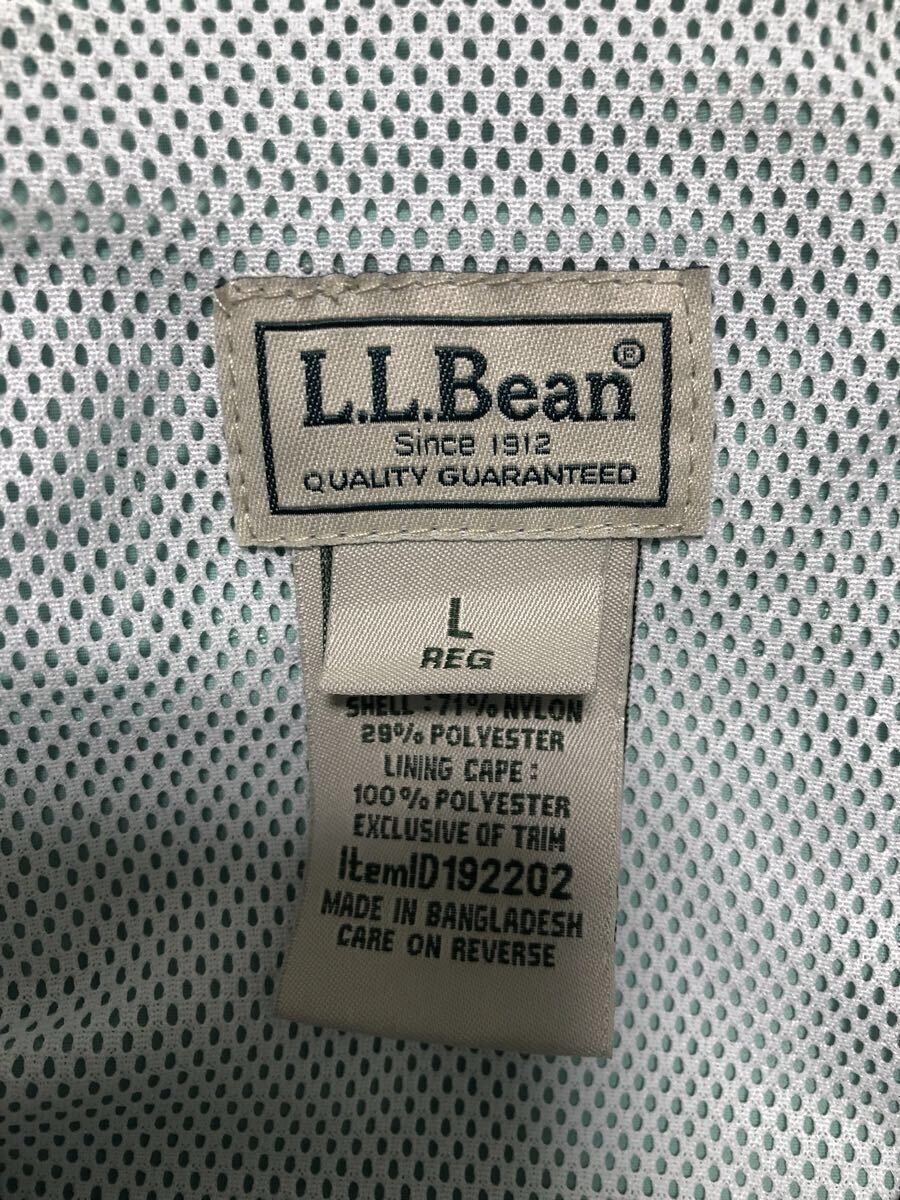 L.L.Bean®
Since 1912
QUALITY GUARANTEED
L
REG
SHELL : 71% NYLON
29% POLYESTER
LINING CAPE :
100% POLYESTER
EXCLUSIVE OF TRIM
ItemID192202
MADE IN BANGLADESH
CARE ON REVERSE